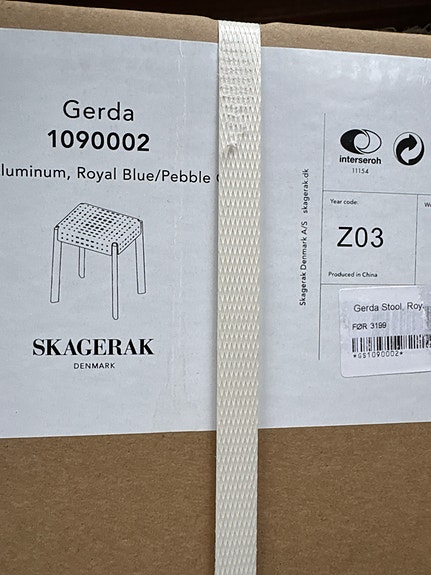 Gerda
1090002
luminum, Royal Blue/Pebble
SKAGERAK
DENMARK
Skagerak Denmark A/S skagerak.dk
interseroh
11154
Year code:
Z03
Produced in China
Gerda Stool, Roy
FØR 3199
*GS1090002*